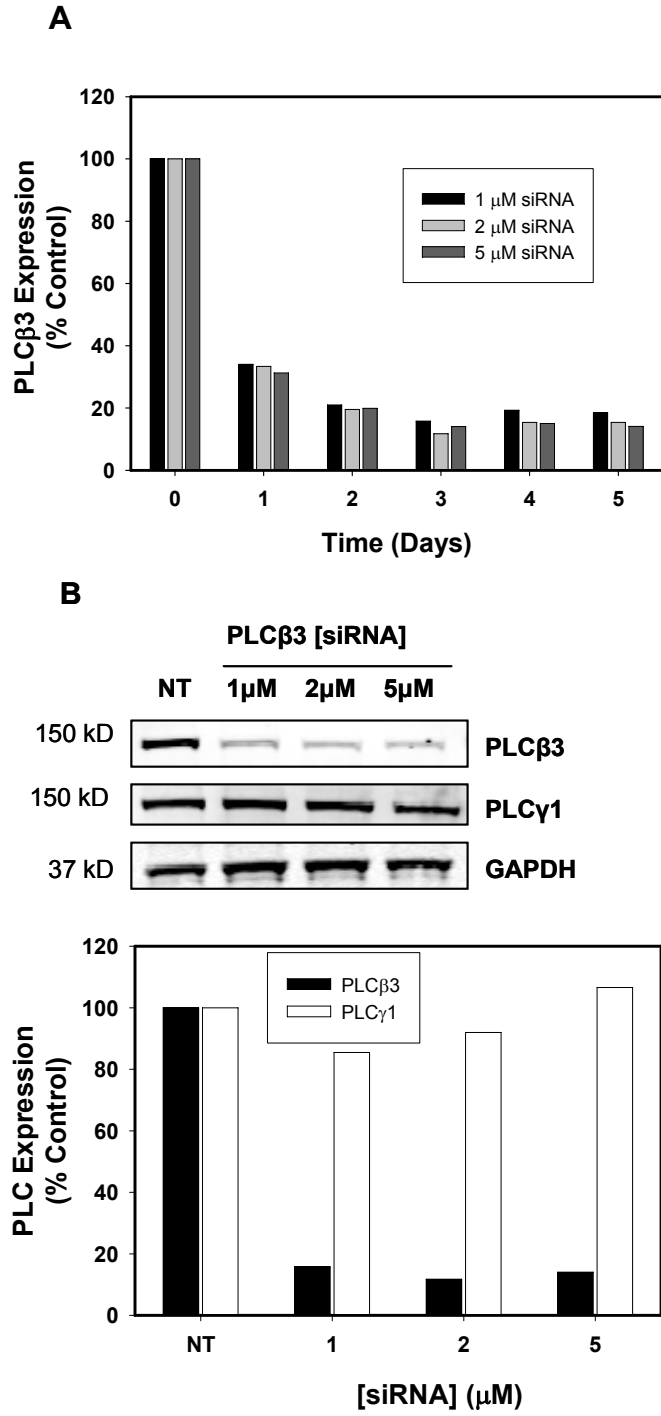 A
120
100
80
60
40
20
0
PLCβ3 Expression
(% Control)
1 μM siRNA
2 μM siRNA
5 μM siRNA
0 1 2 3 4 5
Time (Days)
B
PLCβ3 [siRNA]
NT 1μM 2μM 5μM
150 kD PLCβ3
150 kD PLCγ1
37 kD GAPDH
120
100
80
60
40
20
0
PLC Expression
(% Control)
PLCβ3
PLCγ1
NT 1 2 5
[siRNA] (μM)